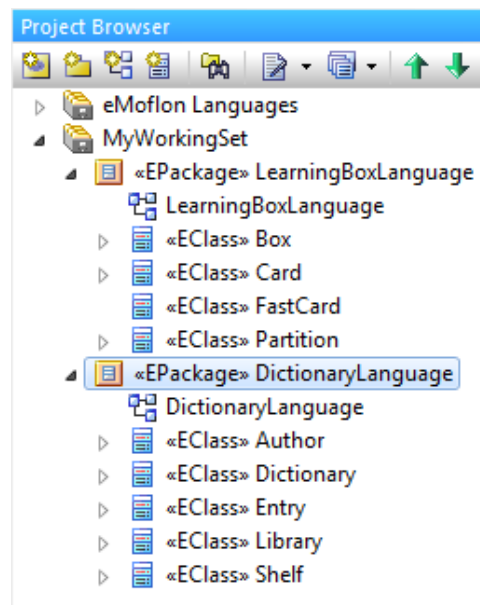 Project Browser
eMoflon Languages
MyWorkingSet
«EPackage» LearningBoxLanguage
LearningBoxLanguage
«EClass» Box
«EClass» Card
«EClass» FastCard
«EClass» Partition
«EPackage» DictionaryLanguage
DictionaryLanguage
«EClass» Author
«EClass» Dictionary
«EClass» Entry
«EClass» Library
«EClass» Shelf